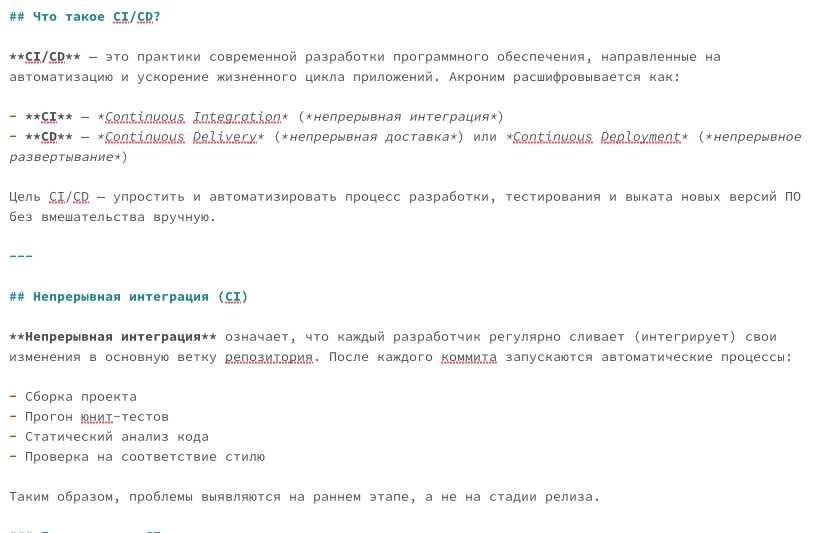 ## Что такое CI/CD?
**CI/CD** — это практики современной разработки программного обеспечения, направленные на
автоматизацию и ускорение жизненного цикла приложений. Акроним расшифровывается как:
- **CI** — *Continuous Integration* (*непрерывная интеграция*)
- **CD** — *Continuous Delivery* (*непрерывная доставка*) или *Continuous Deployment* (*непрерывное
развертывание*)
Цель CI/CD — упростить и автоматизировать процесс разработки, тестирования и выката новых версий ПО
без вмешательства вручную.
---
## Непрерывная интеграция (CI)
**Непрерывная интеграция** означает, что каждый разработчик регулярно сливает (интегрирует) свои
изменения в основную ветку репозитория. После каждого коммита запускаются автоматические процессы:
- Сборка проекта
- Прогон юнит-тестов
- Статический анализ кода
- Проверка на соответствие стилю
Таким образом, проблемы выявляются на раннем этапе, а не на стадии релиза.